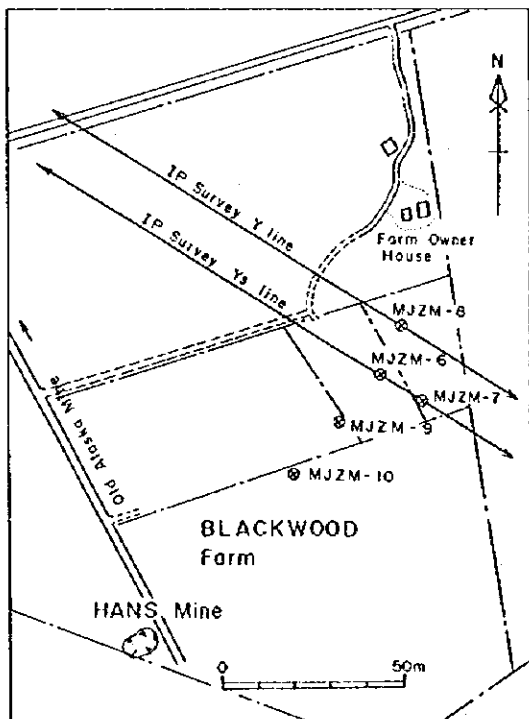 N
IP Survey Y line
IP Survey Ys line
Farm Owner
House
MJZM-8
MJZM-6
MJZM-7
MJZM-9
MJZM-10
Old Alaska Mine
BLACKWOOD
Farm
HANS Mine
0
50m